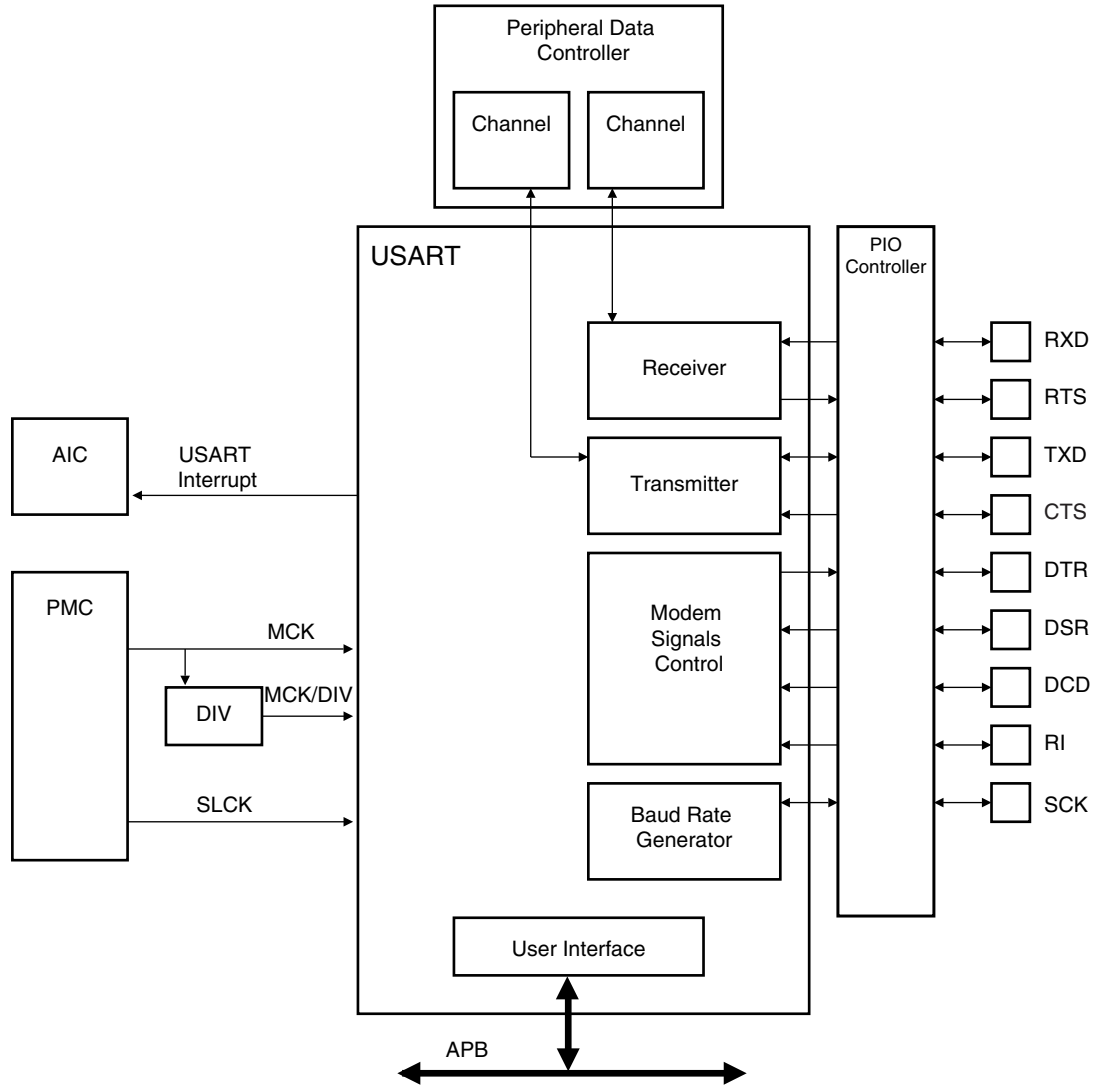 Peripheral Data
Controller
Channel
Channel
USART
PIO
Controller
Receiver
RXD
RTS
AIC
USART
Interrupt
Transmitter
TXD
CTS
PMC
MCK
DIV
MCK/DIV
SLCK
Modem
Signals
Control
DTR
DSR
DCD
RI
Baud Rate
Generator
SCK
User Interface
APB